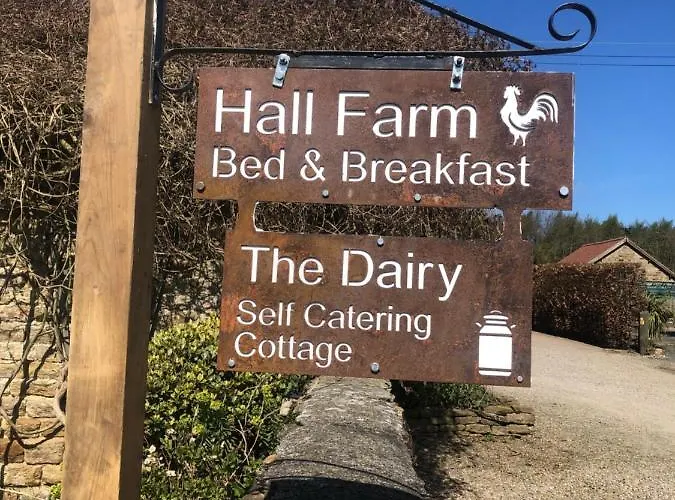 Hall Farm
Bed & Breakfast
The Dairy
Self Catering
Cottage